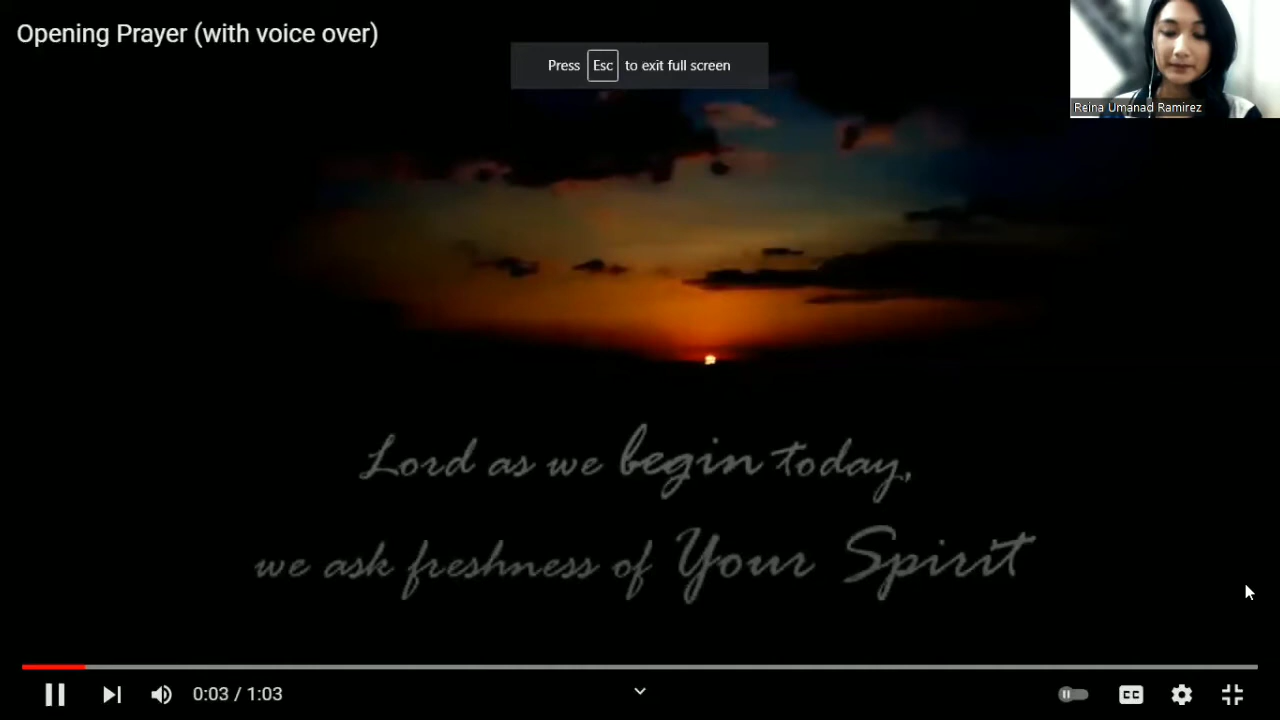 Opening Prayer (with voice over)
Press Esc to exit full screen
Reina Umanad Ramirez
Lord as we begin today,
we ask freshness of Your Spirit
0:03 / 1:03
CC